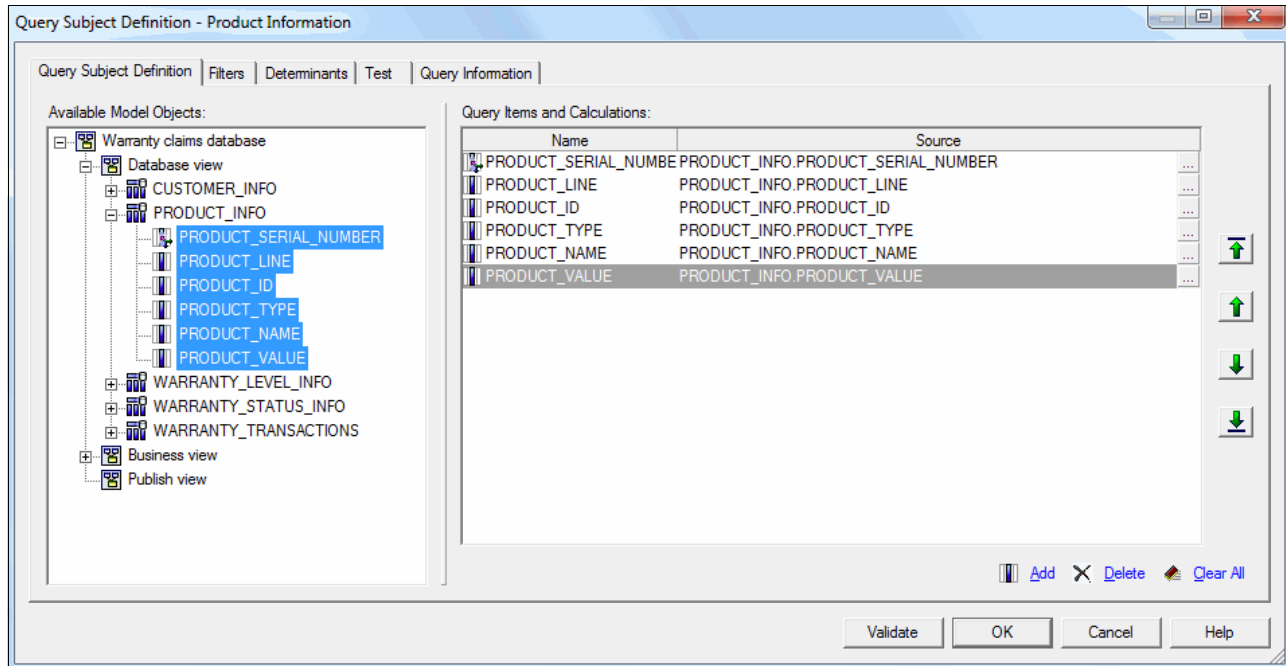 Query Subject Definition - Product Information
Query Subject Definition Filters Determinants Test Query Information
Available Model Objects:
Warranty claims database
Database view
CUSTOMER_INFO
PRODUCT_INFO
PRODUCT_SERIAL_NUMBER
PRODUCT_LINE
PRODUCT_ID
PRODUCT_TYPE
PRODUCT_NAME
PRODUCT_VALUE
WARRANTY_LEVEL_INFO
WARRANTY_STATUS_INFO
WARRANTY_TRANSACTIONS
Business view
Publish view
Query Items and Calculations:
Name Source
PRODUCT_SERIAL_NUMBE PRODUCT_INFO.PRODUCT_SERIAL_NUMBER ...
PRODUCT_LINE PRODUCT_INFO.PRODUCT_LINE ...
PRODUCT_ID PRODUCT_INFO.PRODUCT_ID ...
PRODUCT_TYPE PRODUCT_INFO.PRODUCT_TYPE ...
PRODUCT_NAME PRODUCT_INFO.PRODUCT_NAME ...
PRODUCT_VALUE PRODUCT_INFO.PRODUCT_VALUE ...
Add Delete Clear All
Validate OK Cancel Help